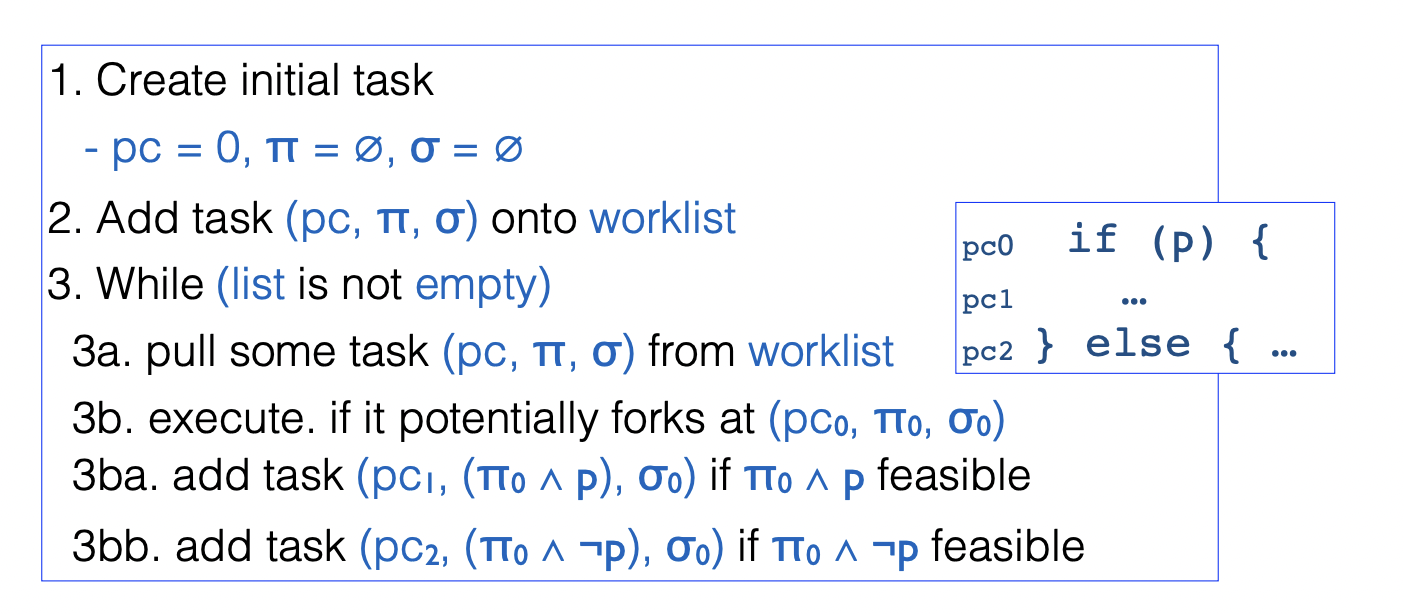 1. Create initial task
- pc = 0, π = ∅, σ = ∅
2. Add task (pc, π, σ) onto worklist
3. While (list is not empty)
3a. pull some task (pc, π, σ) from worklist
3b. execute. if it potentially forks at (pc₀, π₀, σ₀)
3ba. add task (pc₁, (π₀ ∧ p), σ₀) if π₀ ∧ p feasible
3bb. add task (pc₂, (π₀ ∧ ¬p), σ₀) if π₀ ∧ ¬p feasible
pc0 if (p) {
pc1 …
pc2 } else { …